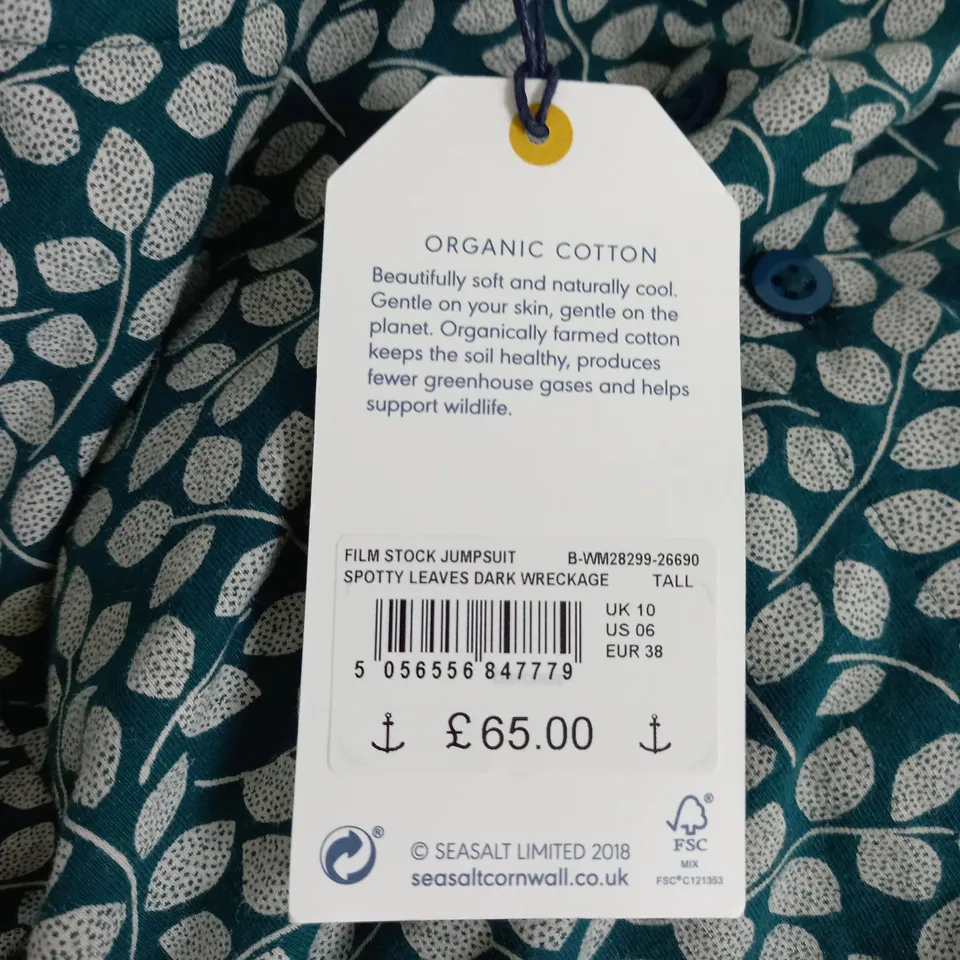 ORGANIC COTTON
Beautifully soft and naturally cool.
Gentle on your skin, gentle on the
planet. Organically farmed cotton
keeps the soil healthy, produces
fewer greenhouse gases and helps
support wildlife.
FILM STOCK JUMPSUIT B-WM28299-26690
SPOTTY LEAVES DARK WRECKAGE TALL
UK 10
US 06
EUR 38
5 056556 847779
£65.00
® © SEASALT LIMITED 2018
seasaltcornwall.co.uk
®
FSC
MIX
FSC® C121353